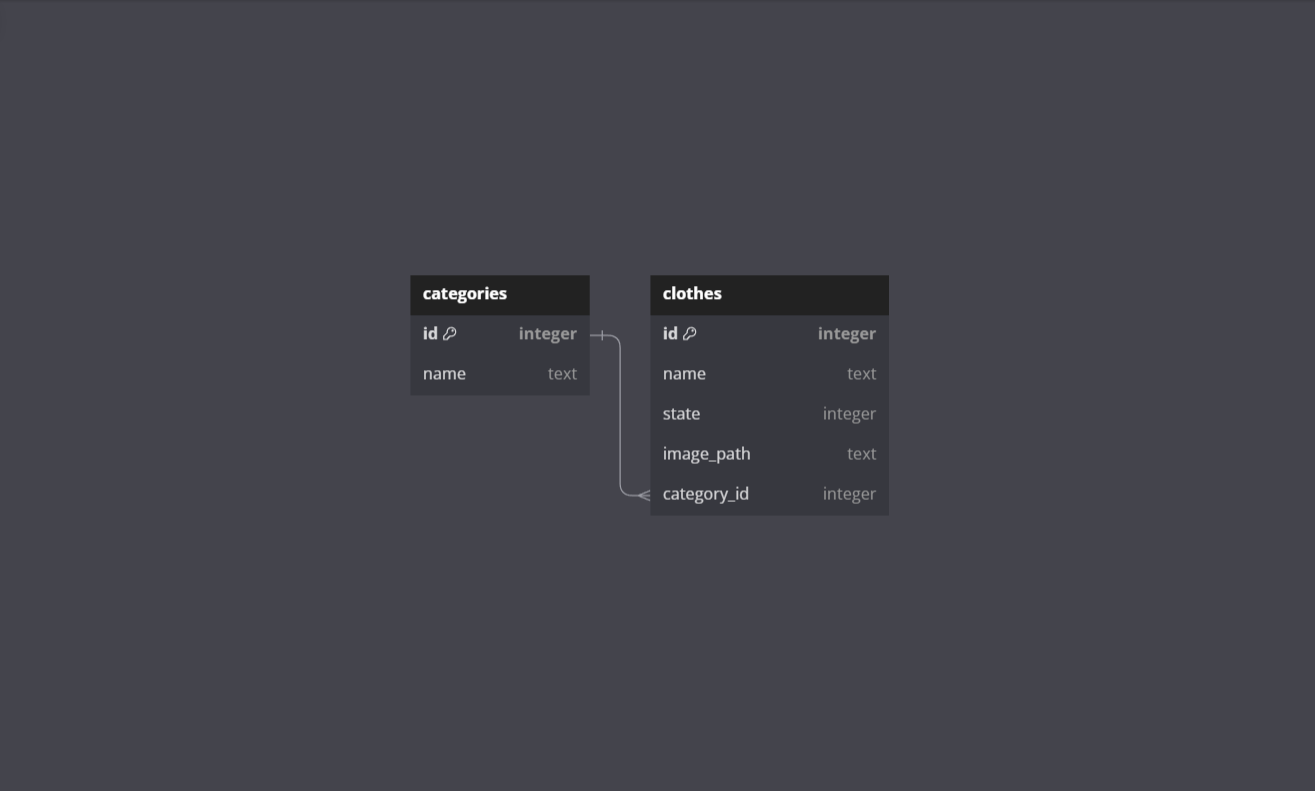 categories
id integer
name text
clothes
id integer
name text
state integer
image_path text
category_id integer